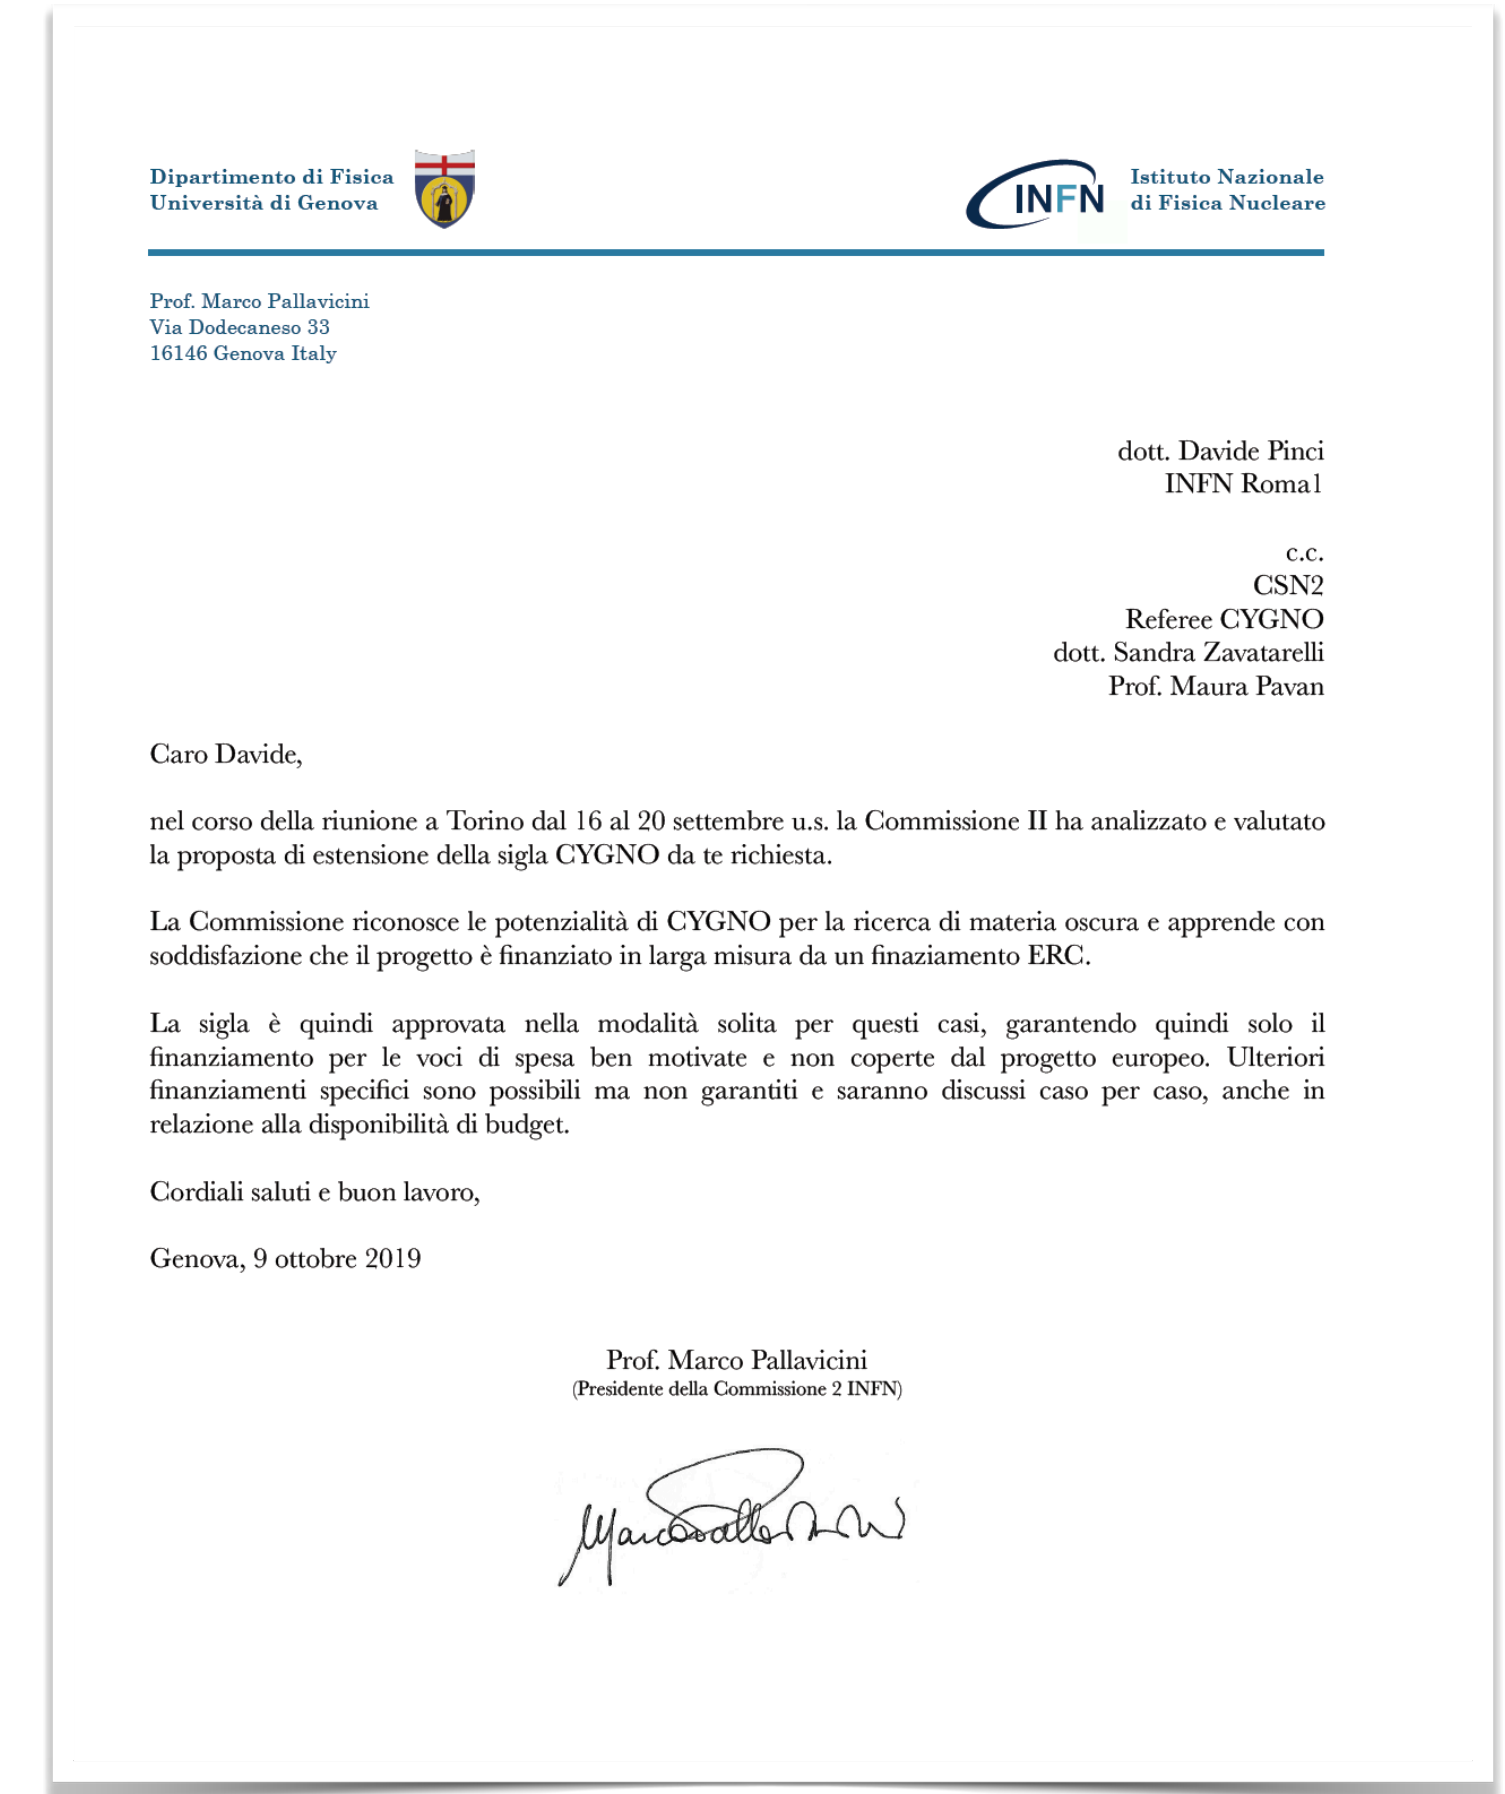 Dipartimento di Fisica
Università di Genova
INFN
Istituto Nazionale
di Fisica Nucleare
Prof. Marco Pallavicini
Via Dodecaneso 33
16146 Genova Italy
dott. Davide Pinci
INFN Roma1
c.c.
CSN2
Referee CYGNO
dott. Sandra Zavatarelli
Prof. Maura Pavan
Caro Davide,
nel corso della riunione a Torino dal 16 al 20 settembre u.s. la Commissione II ha analizzato e valutato
la proposta di estensione della sigla CYGNO da te richiesta.
La Commissione riconosce le potenzialità di CYGNO per la ricerca di materia oscura e apprende con
soddisfazione che il progetto è finanziato in larga misura da un finaziamento ERC.
La sigla è quindi approvata nella modalità solita per questi casi, garantendo quindi solo il
finanziamento per le voci di spesa ben motivate e non coperte dal progetto europeo. Ulteriori
finanziamenti specifici sono possibili ma non garantiti e saranno discussi caso per caso, anche in
relazione alla disponibilità di budget.
Cordiali saluti e buon lavoro,
Genova, 9 ottobre 2019
Prof. Marco Pallavicini
(Presidente della Commissione 2 INFN)
Marco Pallavicini